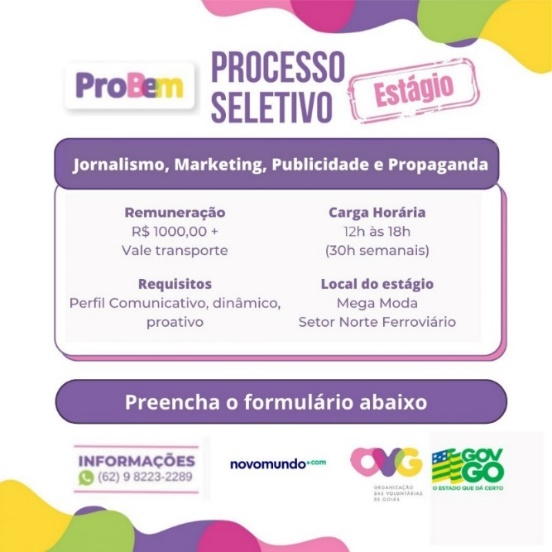 ProBem
PROCESSO
SELETIVO
Estágio
Jornalismo, Marketing, Publicidade e Propaganda
Remuneração
R$ 1000,00 +
Vale transporte
Carga Horária
12h às 18h
(30h semanais)
Requisitos
Perfil Comunicativo, dinâmico,
proativo
Local do estágio
Mega Moda
Setor Norte Ferroviário
Preencha o formulário abaixo
INFORMAÇÕES
(62) 9 8223-2289
novomundo.com
OVG
ORGANIZAÇÃO
DAS VOLUNTÁRIAS
DE GOIÁS
GOV
GO
O ESTADO QUE DÁ CERTO